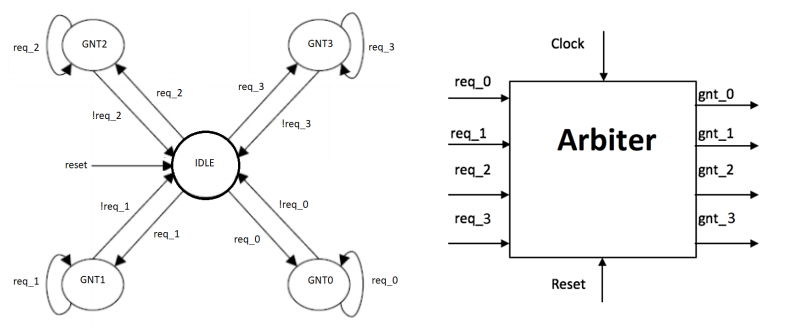 GNT2
GNT3
req_2
req_3
req_2
req_3
!req_2
!req_3
reset
IDLE
!req_1
!req_0
req_1
req_0
req_1
GNT1
GNT0
req_0
Clock
req_0
gnt_0
req_1
Arbiter
gnt_1
req_2
gnt_2
req_3
gnt_3
Reset